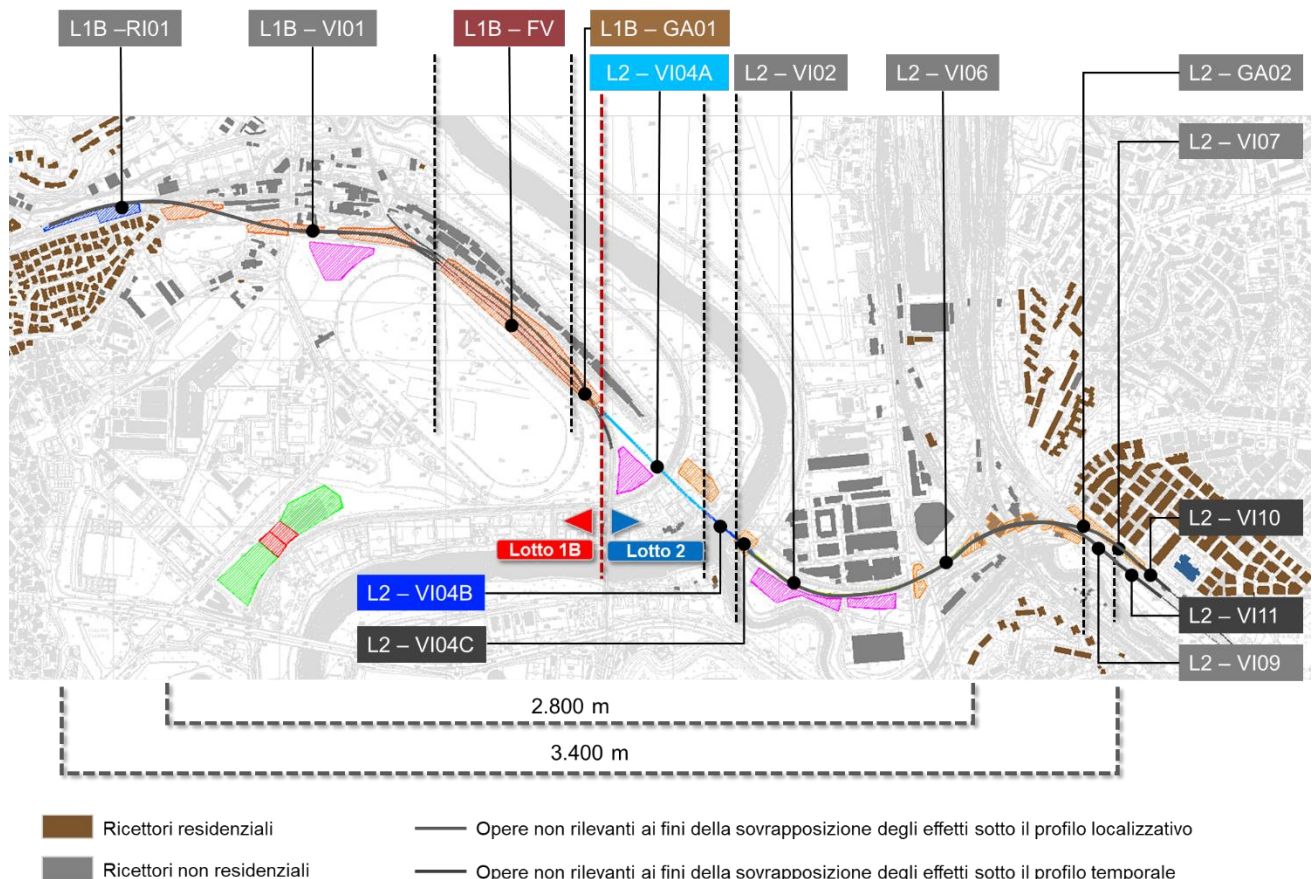 L1B –RI01
L1B – VI01
L1B – FV
L1B – GA01
L2 – VI04A
L2 – VI02
L2 – VI06
L2 – GA02
L2 – VI07
L2 – VI10
Lotto 1B
Lotto 2
L2 – VI04B
L2 – VI11
L2 – VI04C
L2 – VI09
2.800 m
3.400 m
Ricettori residenziali
Opere non rilevanti ai fini della sovrapposizione degli effetti sotto il profilo localizzativo
Ricettori non residenziali
Opere non rilevanti ai fini della sovrapposizione degli effetti sotto il profilo temporale